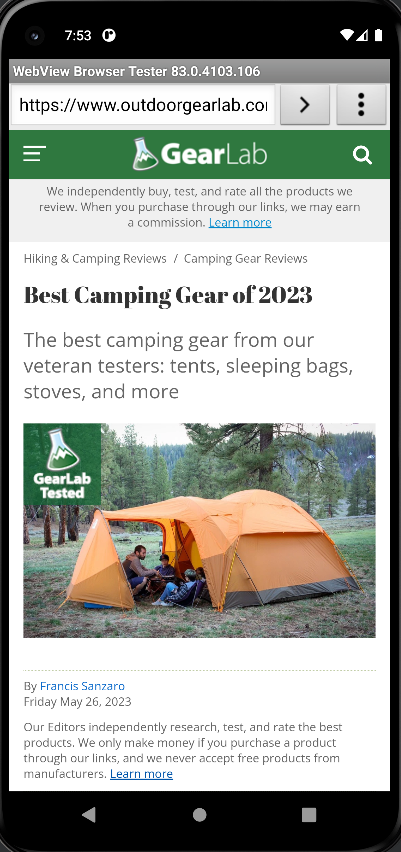 7:53
WebView Browser Tester 83.0.4103.106
https://www.outdoorgearlab.co
GearLab
We independently buy, test, and rate all the products we
review. When you purchase through our links, we may earn
a commission. Learn more
Hiking & Camping Reviews / Camping Gear Reviews
Best Camping Gear of 2023
The best camping gear from our
veteran testers: tents, sleeping bags,
stoves, and more
GearLab
Tested
By Francis Sanzaro
Friday May 26, 2023
Our Editors independently research, test, and rate the best
products. We only make money if you purchase a product
through our links, and we never accept free products from
manufacturers. Learn more